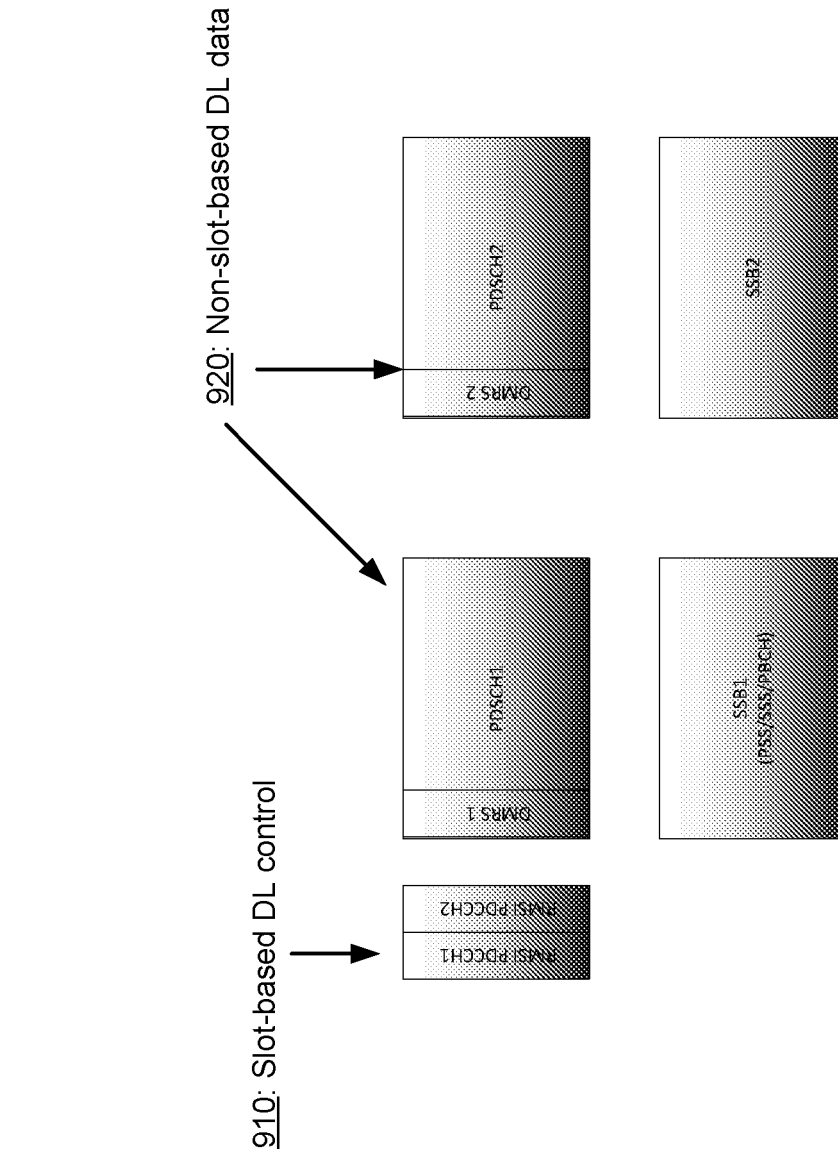 910: Slot-based DL control
920: Non-slot-based DL data
RMSI PDCCH1
RMSI PDCCH2
DMRS 1
PDSCH1
DMRS 2
PDSCH2
SSB1
(PSS/SSS/PBCH)
SSB2